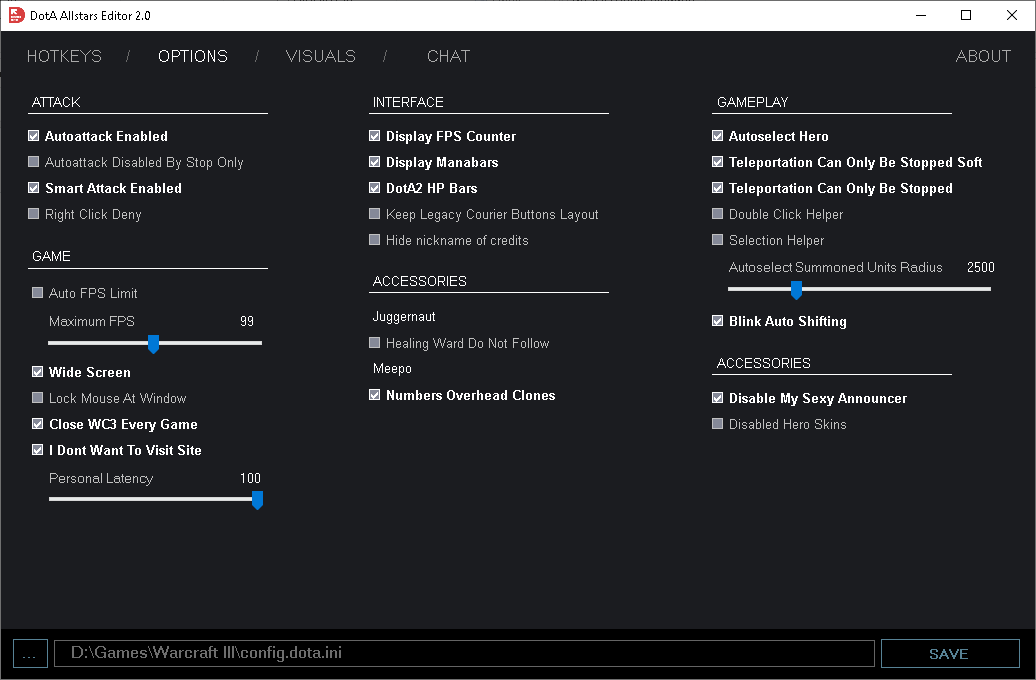 DotA Allstars Editor 2.0
HOTKEYS / OPTIONS / VISUALS / CHAT ABOUT
ATTACK
Autoattack Enabled
Autoattack Disabled By Stop Only
Smart Attack Enabled
Right Click Deny
GAME
Auto FPS Limit
Maximum FPS 99
Wide Screen
Lock Mouse At Window
Close WC3 Every Game
I Dont Want To Visit Site
Personal Latency 100
INTERFACE
Display FPS Counter
Display Manabars
DotA2 HP Bars
Keep Legacy Courier Buttons Layout
Hide nickname of credits
ACCESSORIES
Juggernaut
Healing Ward Do Not Follow
Meepo
Numbers Overhead Clones
GAMEPLAY
Autoselect Hero
Teleportation Can Only Be Stopped Soft
Teleportation Can Only Be Stopped
Double Click Helper
Selection Helper
Autoselect Summoned Units Radius 2500
Blink Auto Shifting
ACCESSORIES
Disable My Sexy Announcer
Disabled Hero Skins
... D:\Games\Warcraft III\config.dota.ini SAVE